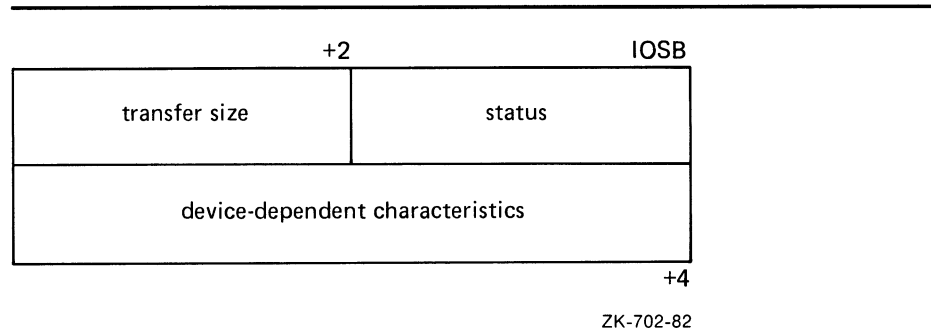 +2 IOSB
transfer size status
device-dependent characteristics
+4
ZK-702-82